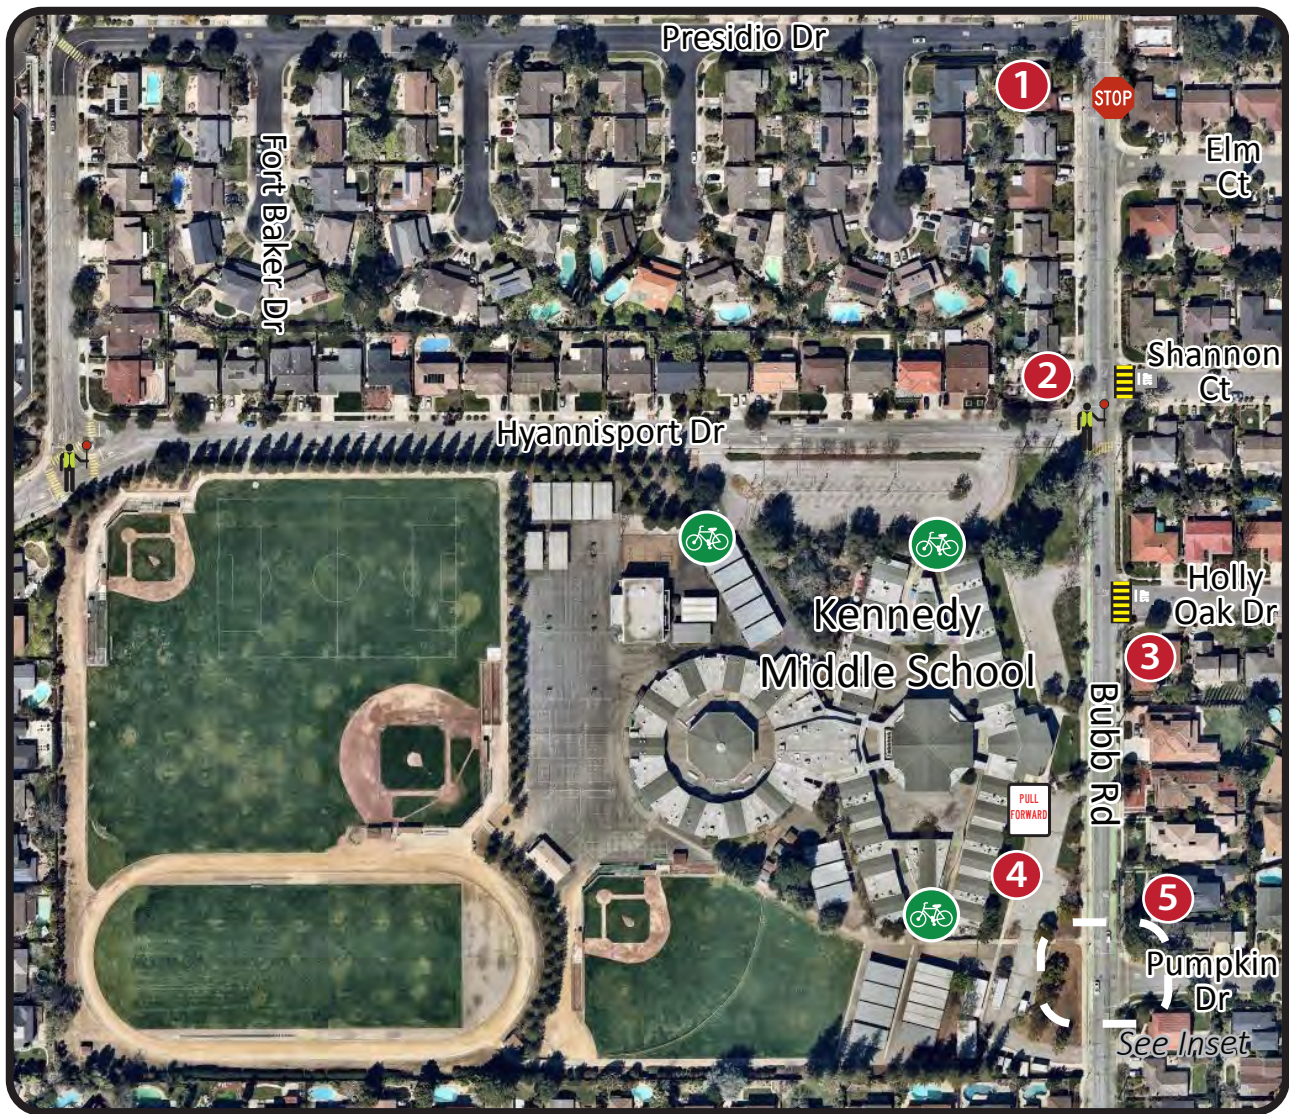 Presidio Dr
1
STOP
Elm
Ct
Fort Baker Dr
2
Shannon
Ct
Hyannisport Dr
Holly
Oak Dr
Kennedy
Middle School
3
Bubb Rd
PULL
FORWARD
4
5
Pumpkin
Dr
See Inset